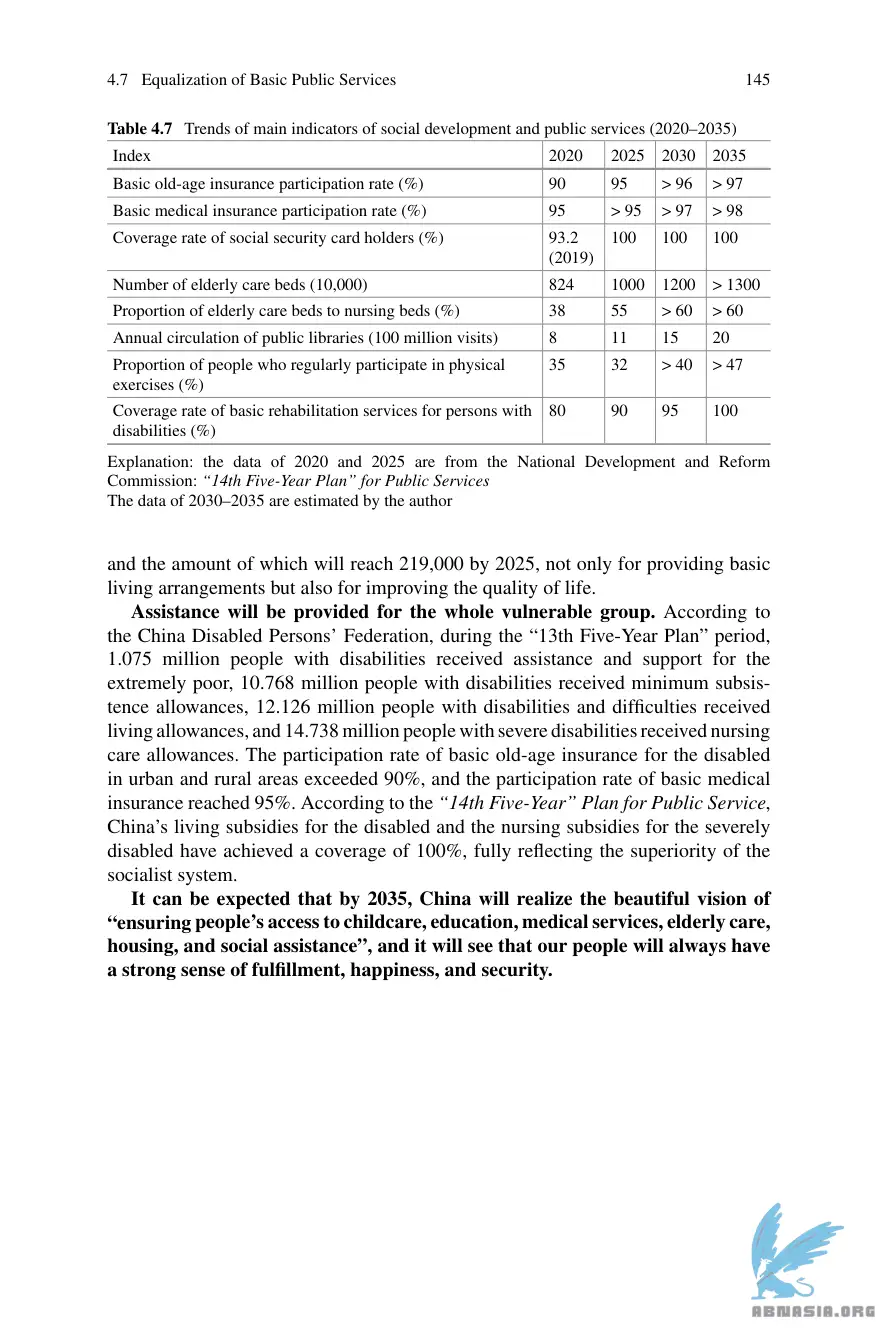 4.7 Equalization of Basic Public Services 145
Table 4.7 Trends of main indicators of social development and public services (2020–2035)
Index 2020 2025 2030 2035
Basic old-age insurance participation rate (%) 90 95 > 96 > 97
Basic medical insurance participation rate (%) 95 > 95 > 97 > 98
Coverage rate of social security card holders (%) 93.2 100 100 100
(2019)
Number of elderly care beds (10,000) 824 1000 1200 > 1300
Proportion of elderly care beds to nursing beds (%) 38 55 > 60 > 60
Annual circulation of public libraries (100 million visits) 8 11 15 20
Proportion of people who regularly participate in physical 35 32 > 40 > 47
exercises (%)
Coverage rate of basic rehabilitation services for persons with 80 90 95 100
disabilities (%)
Explanation: the data of 2020 and 2025 are from the National Development and Reform
Commission: “14th Five-Year Plan” for Public Services
The data of 2030–2035 are estimated by the author
and the amount of which will reach 219,000 by 2025, not only for providing basic
living arrangements but also for improving the quality of life.
Assistance will be provided for the whole vulnerable group. According to
the China Disabled Persons’ Federation, during the “13th Five-Year Plan” period,
1.075 million people with disabilities received assistance and support for the
extremely poor, 10.768 million people with disabilities received minimum subsis-
tence allowances, 12.126 million people with disabilities and difficulties received
living allowances, and 14.738 million people with severe disabilities received nursing
care allowances. The participation rate of basic old-age insurance for the disabled
in urban and rural areas exceeded 90%, and the participation rate of basic medical
insurance reached 95%. According to the “14th Five-Year” Plan for Public Service,
China’s living subsidies for the disabled and the nursing subsidies for the severely
disabled have achieved a coverage of 100%, fully reflecting the superiority of the
socialist system.
It can be expected that by 2035, China will realize the beautiful vision of
“ensuring people’s access to childcare, education, medical services, elderly care,
housing, and social assistance”, and it will see that our people will always have
a strong sense of fulfillment, happiness, and security.
ABNASIA.ORG